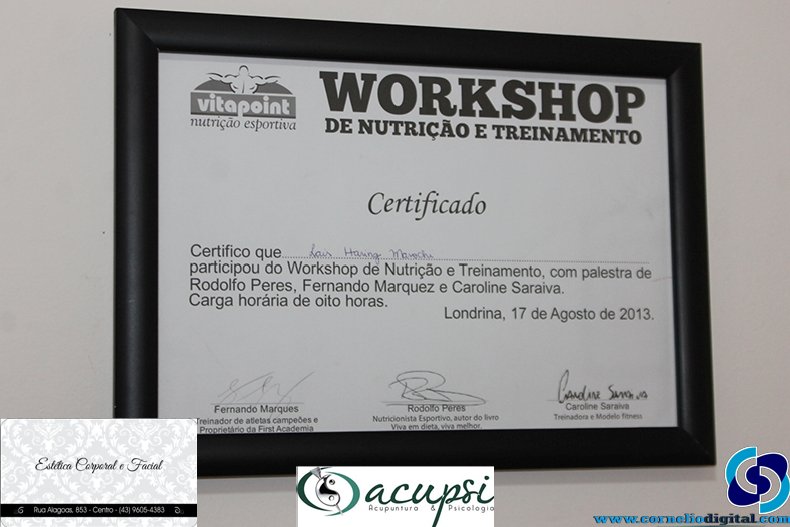 vitapoint
nutrição esportiva
WORKSHOP
DE NUTRIÇÃO E TREINAMENTO
Certificado
Certifico que
participou do Workshop de Nutrição e Treinamento, com palestra de
Rodolfo Peres, Fernando Marquez e Caroline Saraiva.
Carga horária de oito horas.
Londrina, 17 de Agosto de 2013.
Caroline Saraiva
Fernando Marques
Treinador de atletas campeões e
Proprietário da First Academia
Rodolfo Peres
Nutricionista Esportivo, autor do livro
Viva em dieta, viva melhor.
Caroline Saraiva
Treinadora e Modelo fitness
Estética Corporal e Facial
Rua Alagoas, 853 - Centro - (43) 9605-4383
acupsi
Acupuntura & Psicologia
www.corneliodigital.com